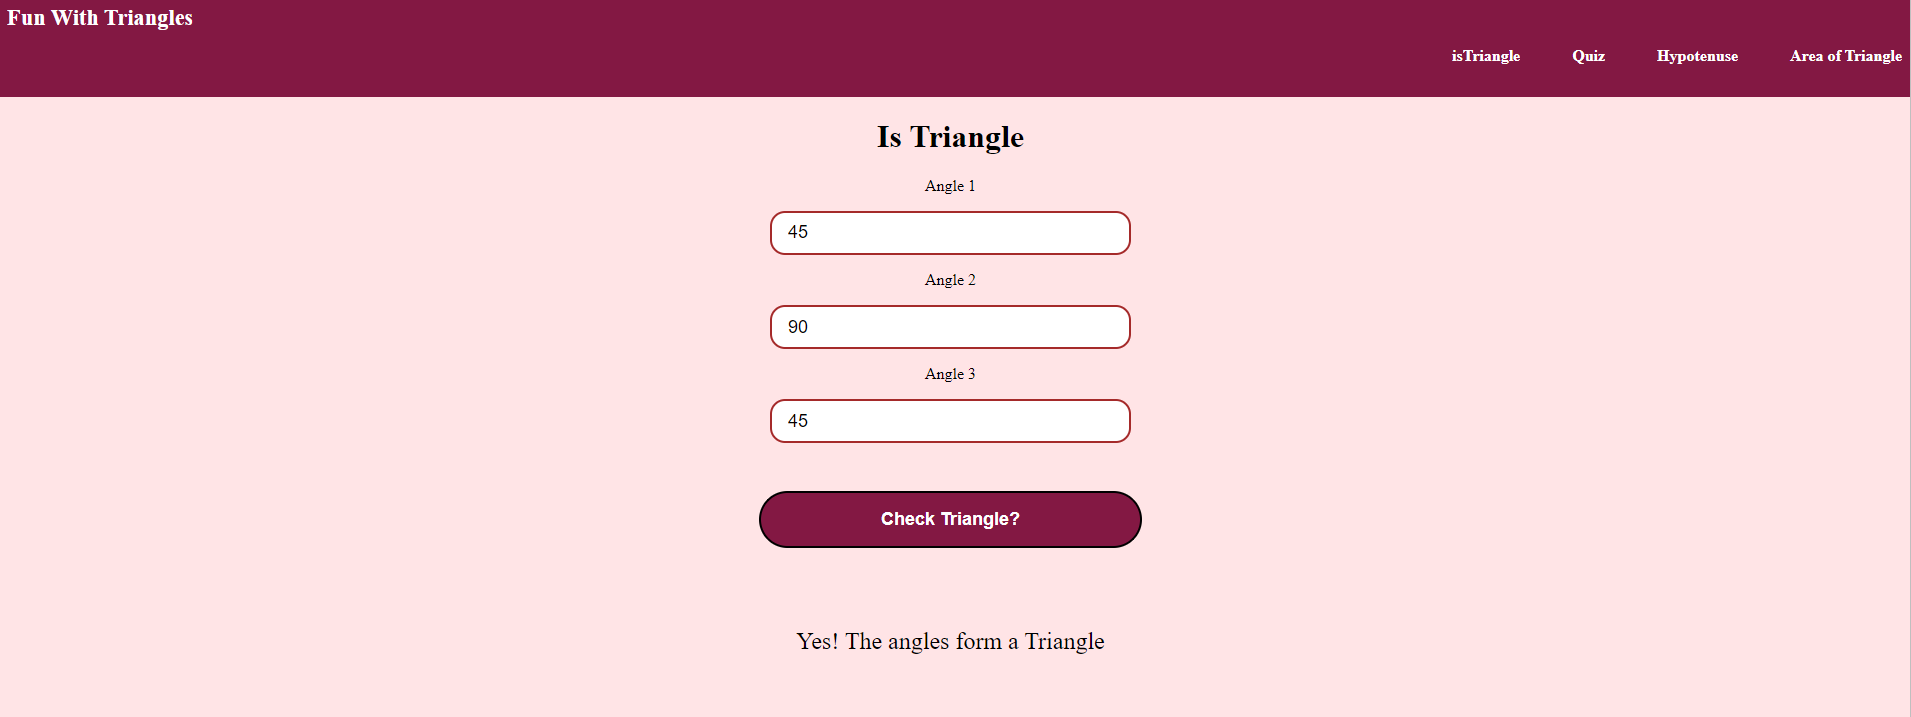 Fun With Triangles
isTriangle Quiz Hypotenuse Area of Triangle
Is Triangle
Angle 1
45
Angle 2
90
Angle 3
45
Check Triangle?
Yes! The angles form a Triangle